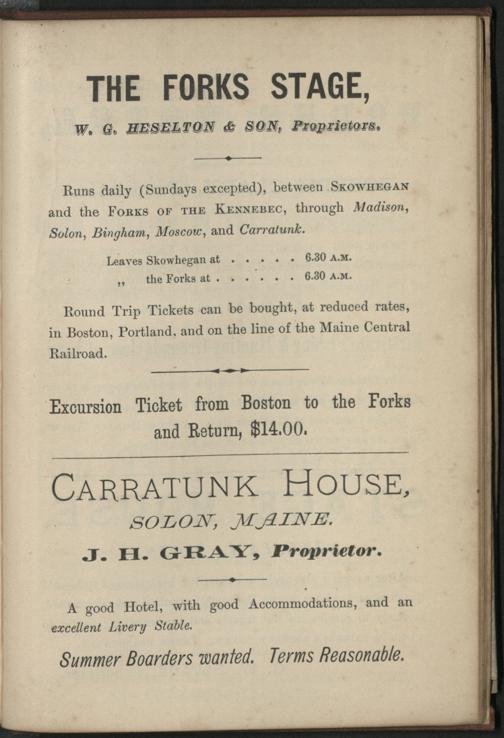 THE FORKS STAGE,
W. G. HESELTON & SON, Proprietors.
Runs daily (Sundays excepted), between SKOWHEGAN
and the FORKS OF THE KENNEBEC, through Madison,
Solon, Bingham, Moscow, and Carratunk.
Leaves Skowhegan at . . . . . 6.30 A.M.
„ the Forks at . . . . . . 6.30 A.M.
Round Trip Tickets can be bought, at reduced rates,
in Boston, Portland, and on the line of the Maine Central
Railroad.
Excursion Ticket from Boston to the Forks
and Return, $14.00.
CARRATUNK HOUSE,
SOLON, MAINE.
J. H. GRAY, Proprietor.
A good Hotel, with good Accommodations, and an
excellent Livery Stable.
Summer Boarders wanted. Terms Reasonable.